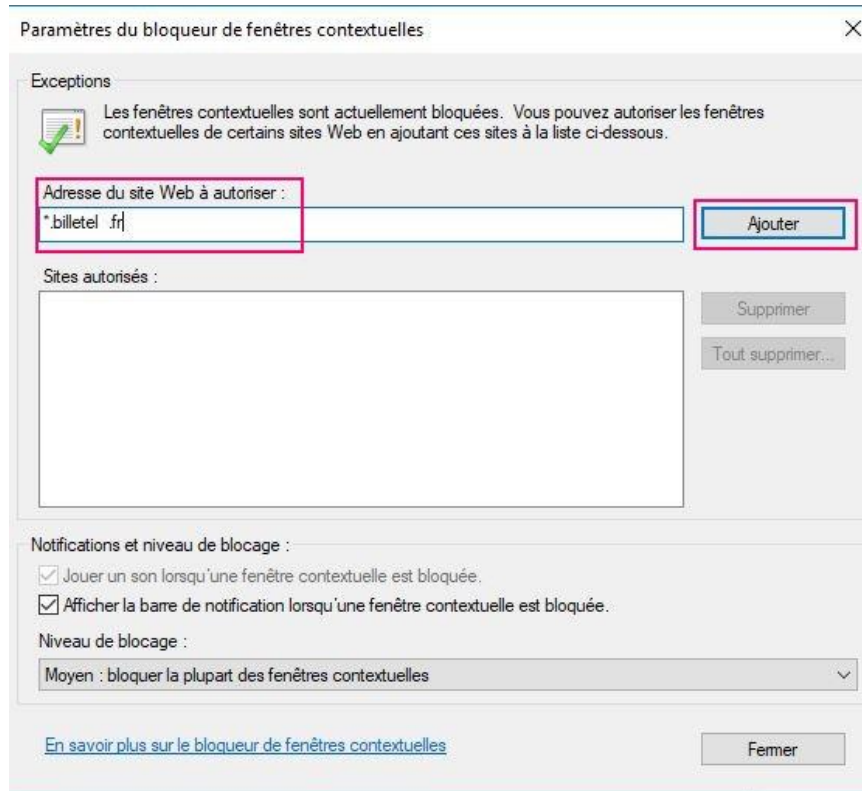 Paramètres du bloqueur de fenêtres contextuelles
Exceptions
Les fenêtres contextuelles sont actuellement bloquées. Vous pouvez autoriser les fenêtres
contextuelles de certains sites Web en ajoutant ces sites à la liste ci-dessous.
Adresse du site Web à autoriser :
*.billetel .fr
Ajouter
Sites autorisés :
Supprimer
Tout supprimer...
Notifications et niveau de blocage :
Jouer un son lorsqu'une fenêtre contextuelle est bloquée.
Afficher la barre de notification lorsqu'une fenêtre contextuelle est bloquée.
Niveau de blocage :
Moyen : bloquer la plupart des fenêtres contextuelles
En savoir plus sur le bloqueur de fenêtres contextuelles
Fermer